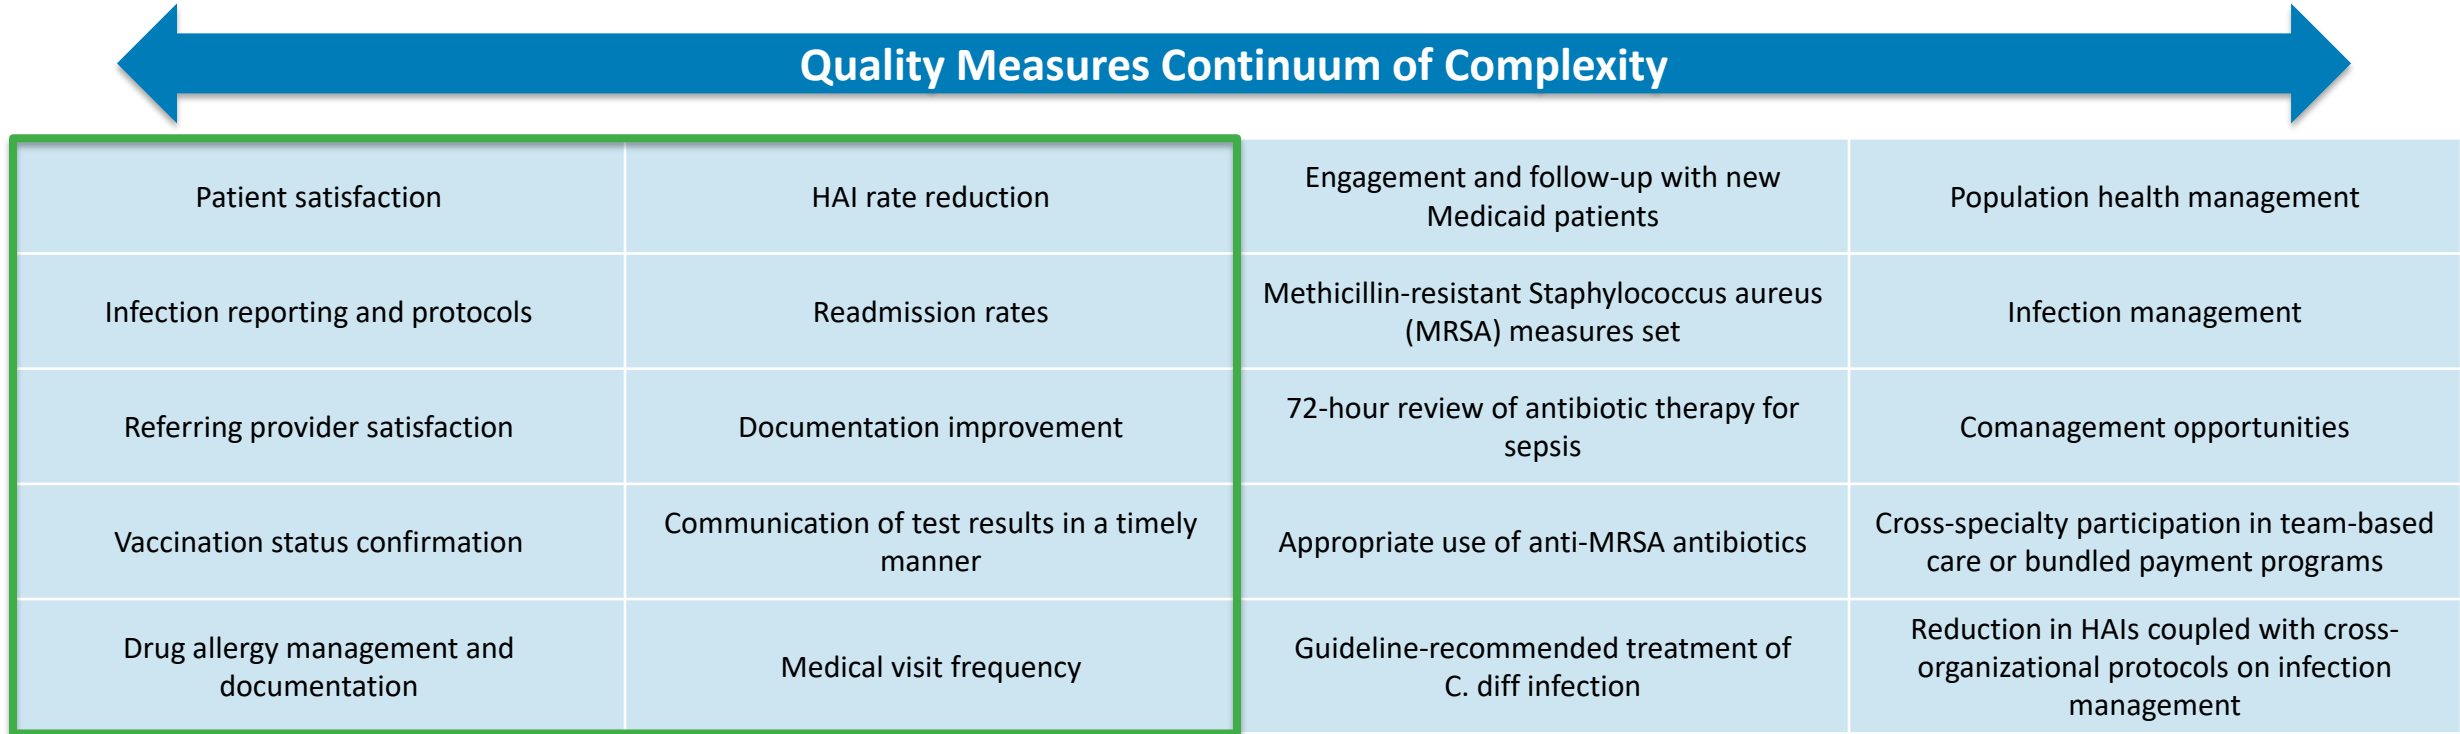 Quality Measures Continuum of Complexity
Patient satisfaction
HAI rate reduction
Engagement and follow-up with new
Medicaid patients
Population health management
Infection reporting and protocols
Readmission rates
Methicillin-resistant Staphylococcus aureus
(MRSA) measures set
Infection management
Referring provider satisfaction
Documentation improvement
72-hour review of antibiotic therapy for
sepsis
Comanagement opportunities
Vaccination status confirmation
Communication of test results in a timely
manner
Appropriate use of anti-MRSA antibiotics
Cross-specialty participation in team-based
care or bundled payment programs
Drug allergy management and
documentation
Medical visit frequency
Guideline-recommended treatment of
C. diff infection
Reduction in HAIs coupled with cross-
organizational protocols on infection
management